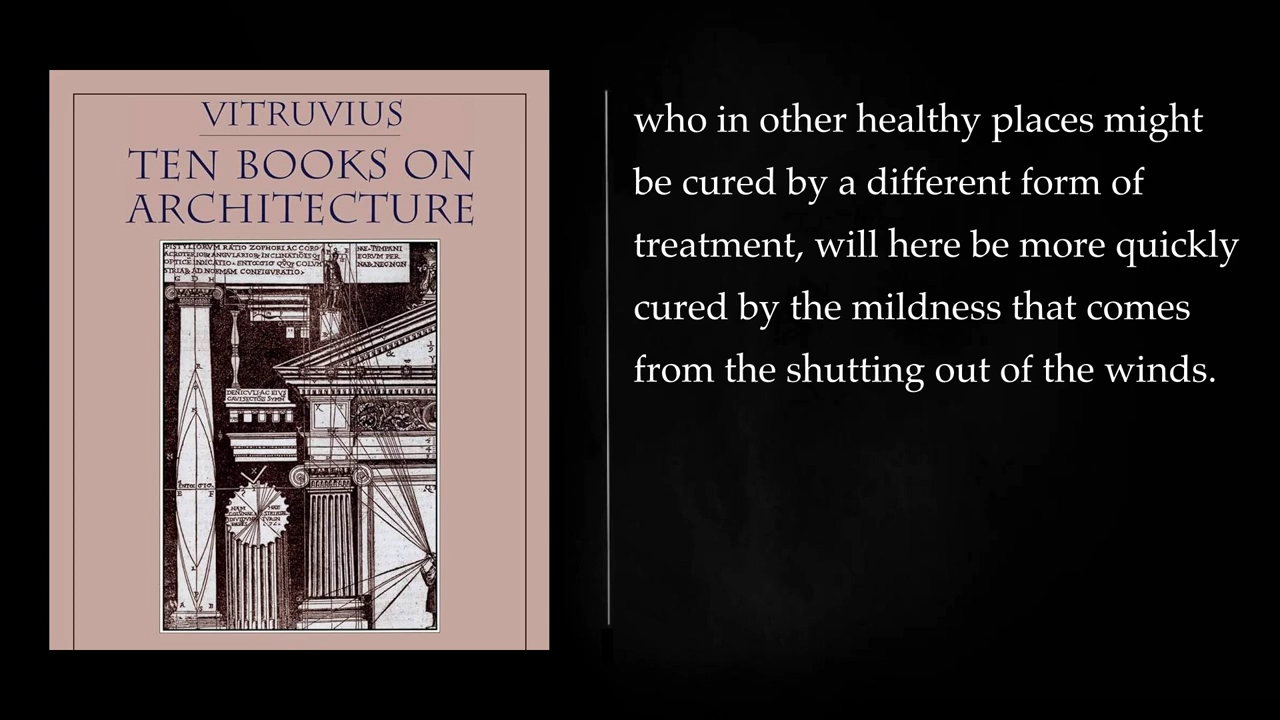 VITRUVIUS
TEN BOOKS ON
ARCHITECTURE
who in other healthy places might
be cured by a different form of
treatment, will here be more quickly
cured by the mildness that comes
from the shutting out of the winds.